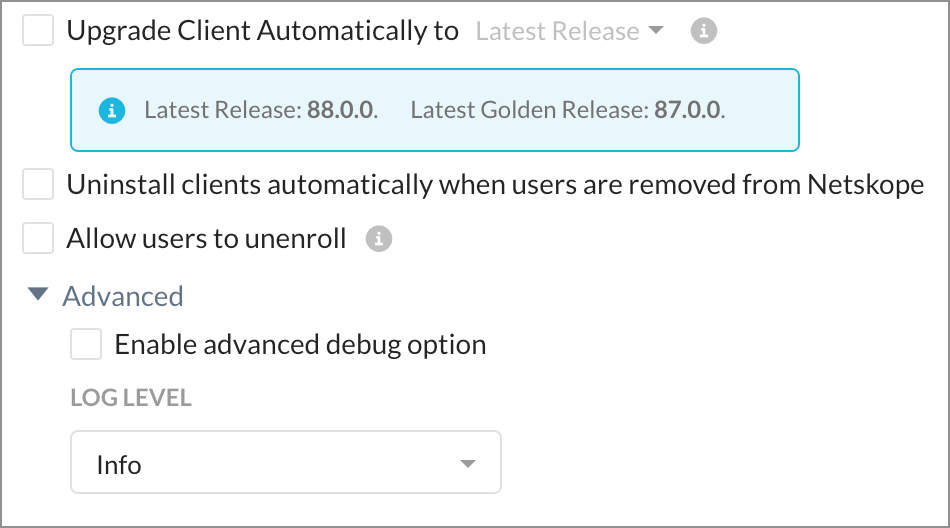 Upgrade Client Automatically to Latest Release
Latest Release: 88.0.0. Latest Golden Release: 87.0.0.
Uninstall clients automatically when users are removed from Netskope
Allow users to unenroll
Advanced
Enable advanced debug option
LOG LEVEL
Info